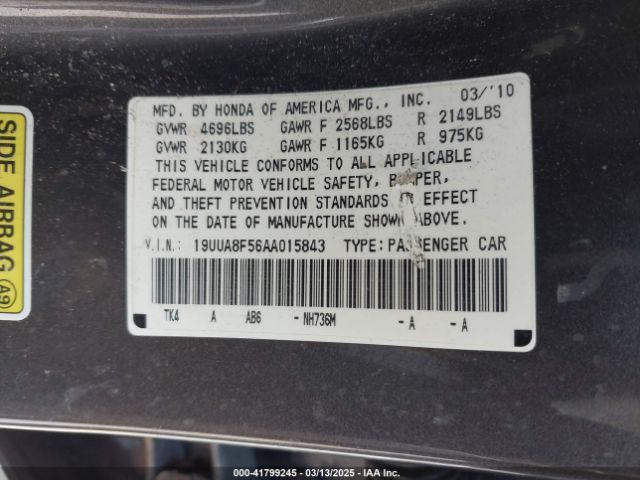 MFD. BY HONDA OF AMERICA MFG., INC. 03/'10
GVWR 4696LBS GAWR F 2568LBS R 2149LBS
GVWR 2130KG GAWR F 1165KG R 975KG
THIS VEHICLE CONFORMS TO ALL APPLICABLE
FEDERAL MOTOR VEHICLE SAFETY, BUMPER,
AND THEFT PREVENTION STANDARDS IN EFFECT
ON THE DATE OF MANUFACTURE SHOWN ABOVE.
V.I.N.: 19UUA8F56AA015843 TYPE: PASSENGER CAR
TK4 A AB6 -NH736M -A -A
SIDE AIRBAG A9
000-41799245 - 03/13/2025 - IAA Inc.